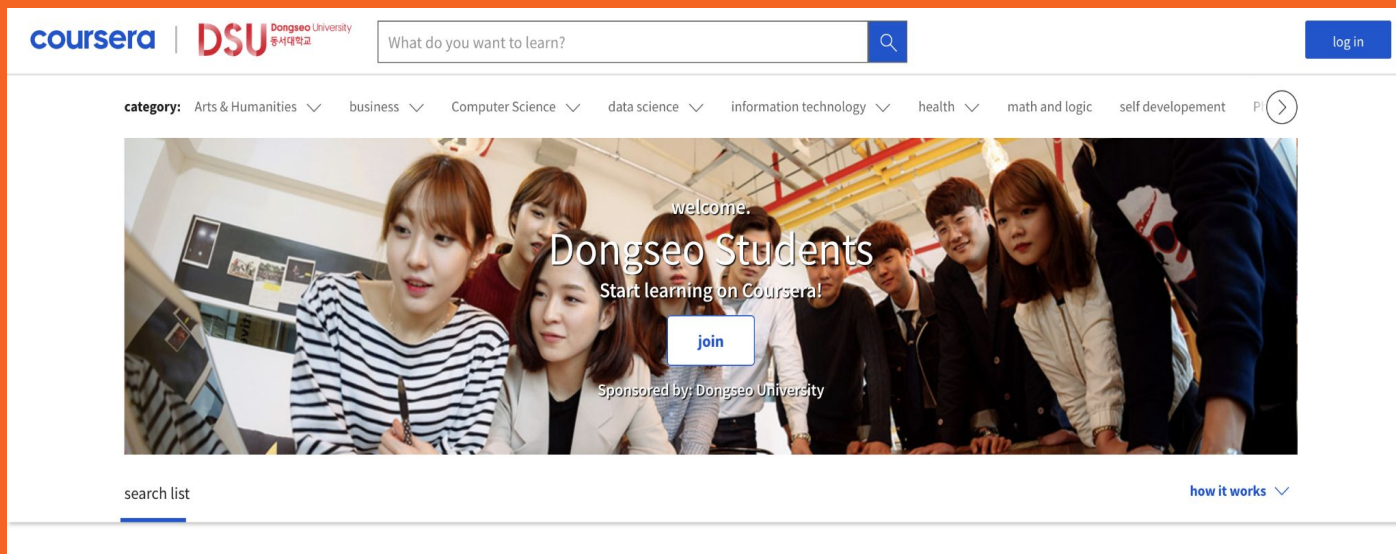 coursera
DSU Dongseo University
동서대학교
What do you want to learn?
log in
category: Arts & Humanities business Computer Science data science information technology health math and logic self developement
welcome.
Dongseo Students
Start learning on Coursera!
join
Sponsored by: Dongseo University
search list
how it works